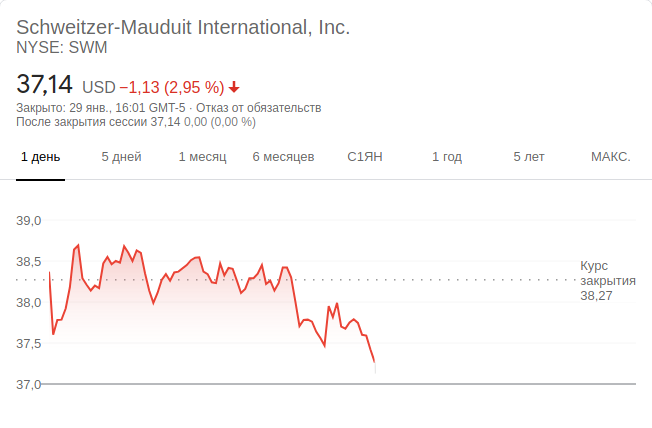 Schweitzer-Mauduit International, Inc.
NYSE: SWM
37,14 USD −1,13 (2,95 %)
Закрыто: 29 янв., 16:01 GMT-5 · Отказ от обязательств
После закрытия сессии 37,14 0,00 (0,00 %)
1 день 5 дней 1 месяц 6 месяцев С1ЯН 1 год 5 лет МАКС.
39,0
38,5
38,0
37,5
37,0
Курс
закрытия
38,27